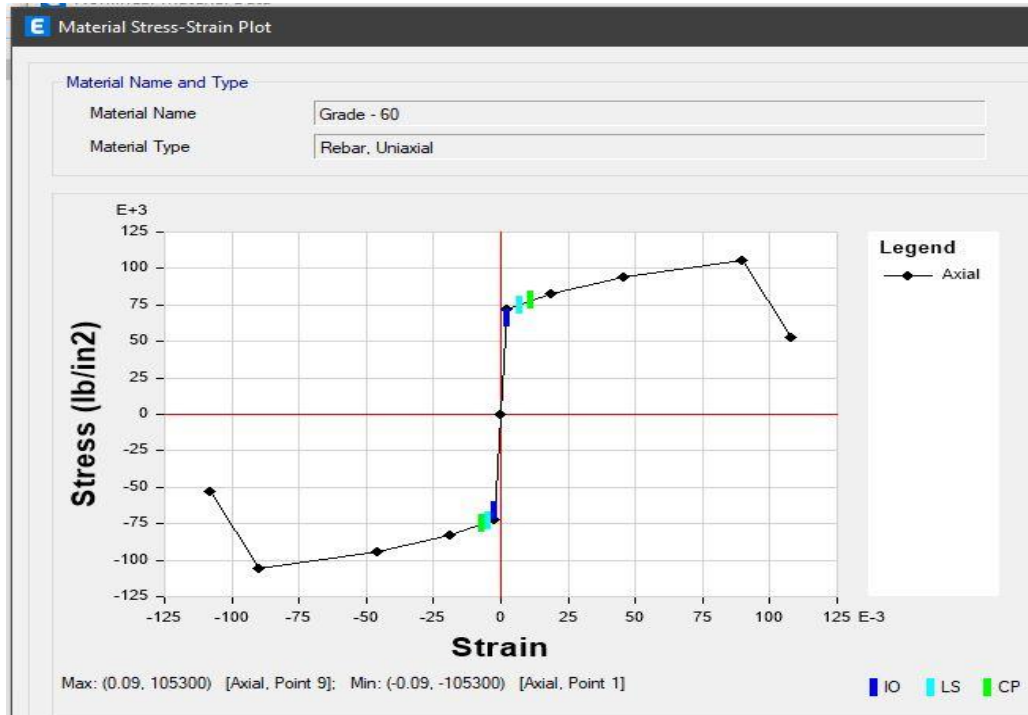 E Material Stress-Strain Plot
Material Name and Type
Material Name Grade - 60
Material Type Rebar, Uniaxial
E+3
125
100
75
50
25
0
-25
-50
-75
-100
-125
Stress (lb/in2)
-125 -100 -75 -50 -25 0 25 50 75 100 125 E-3
Strain
Legend
Axial
Max: (0.09, 105300) [Axial, Point 9]; Min: (-0.09, -105300) [Axial, Point 1]
IO LS CP